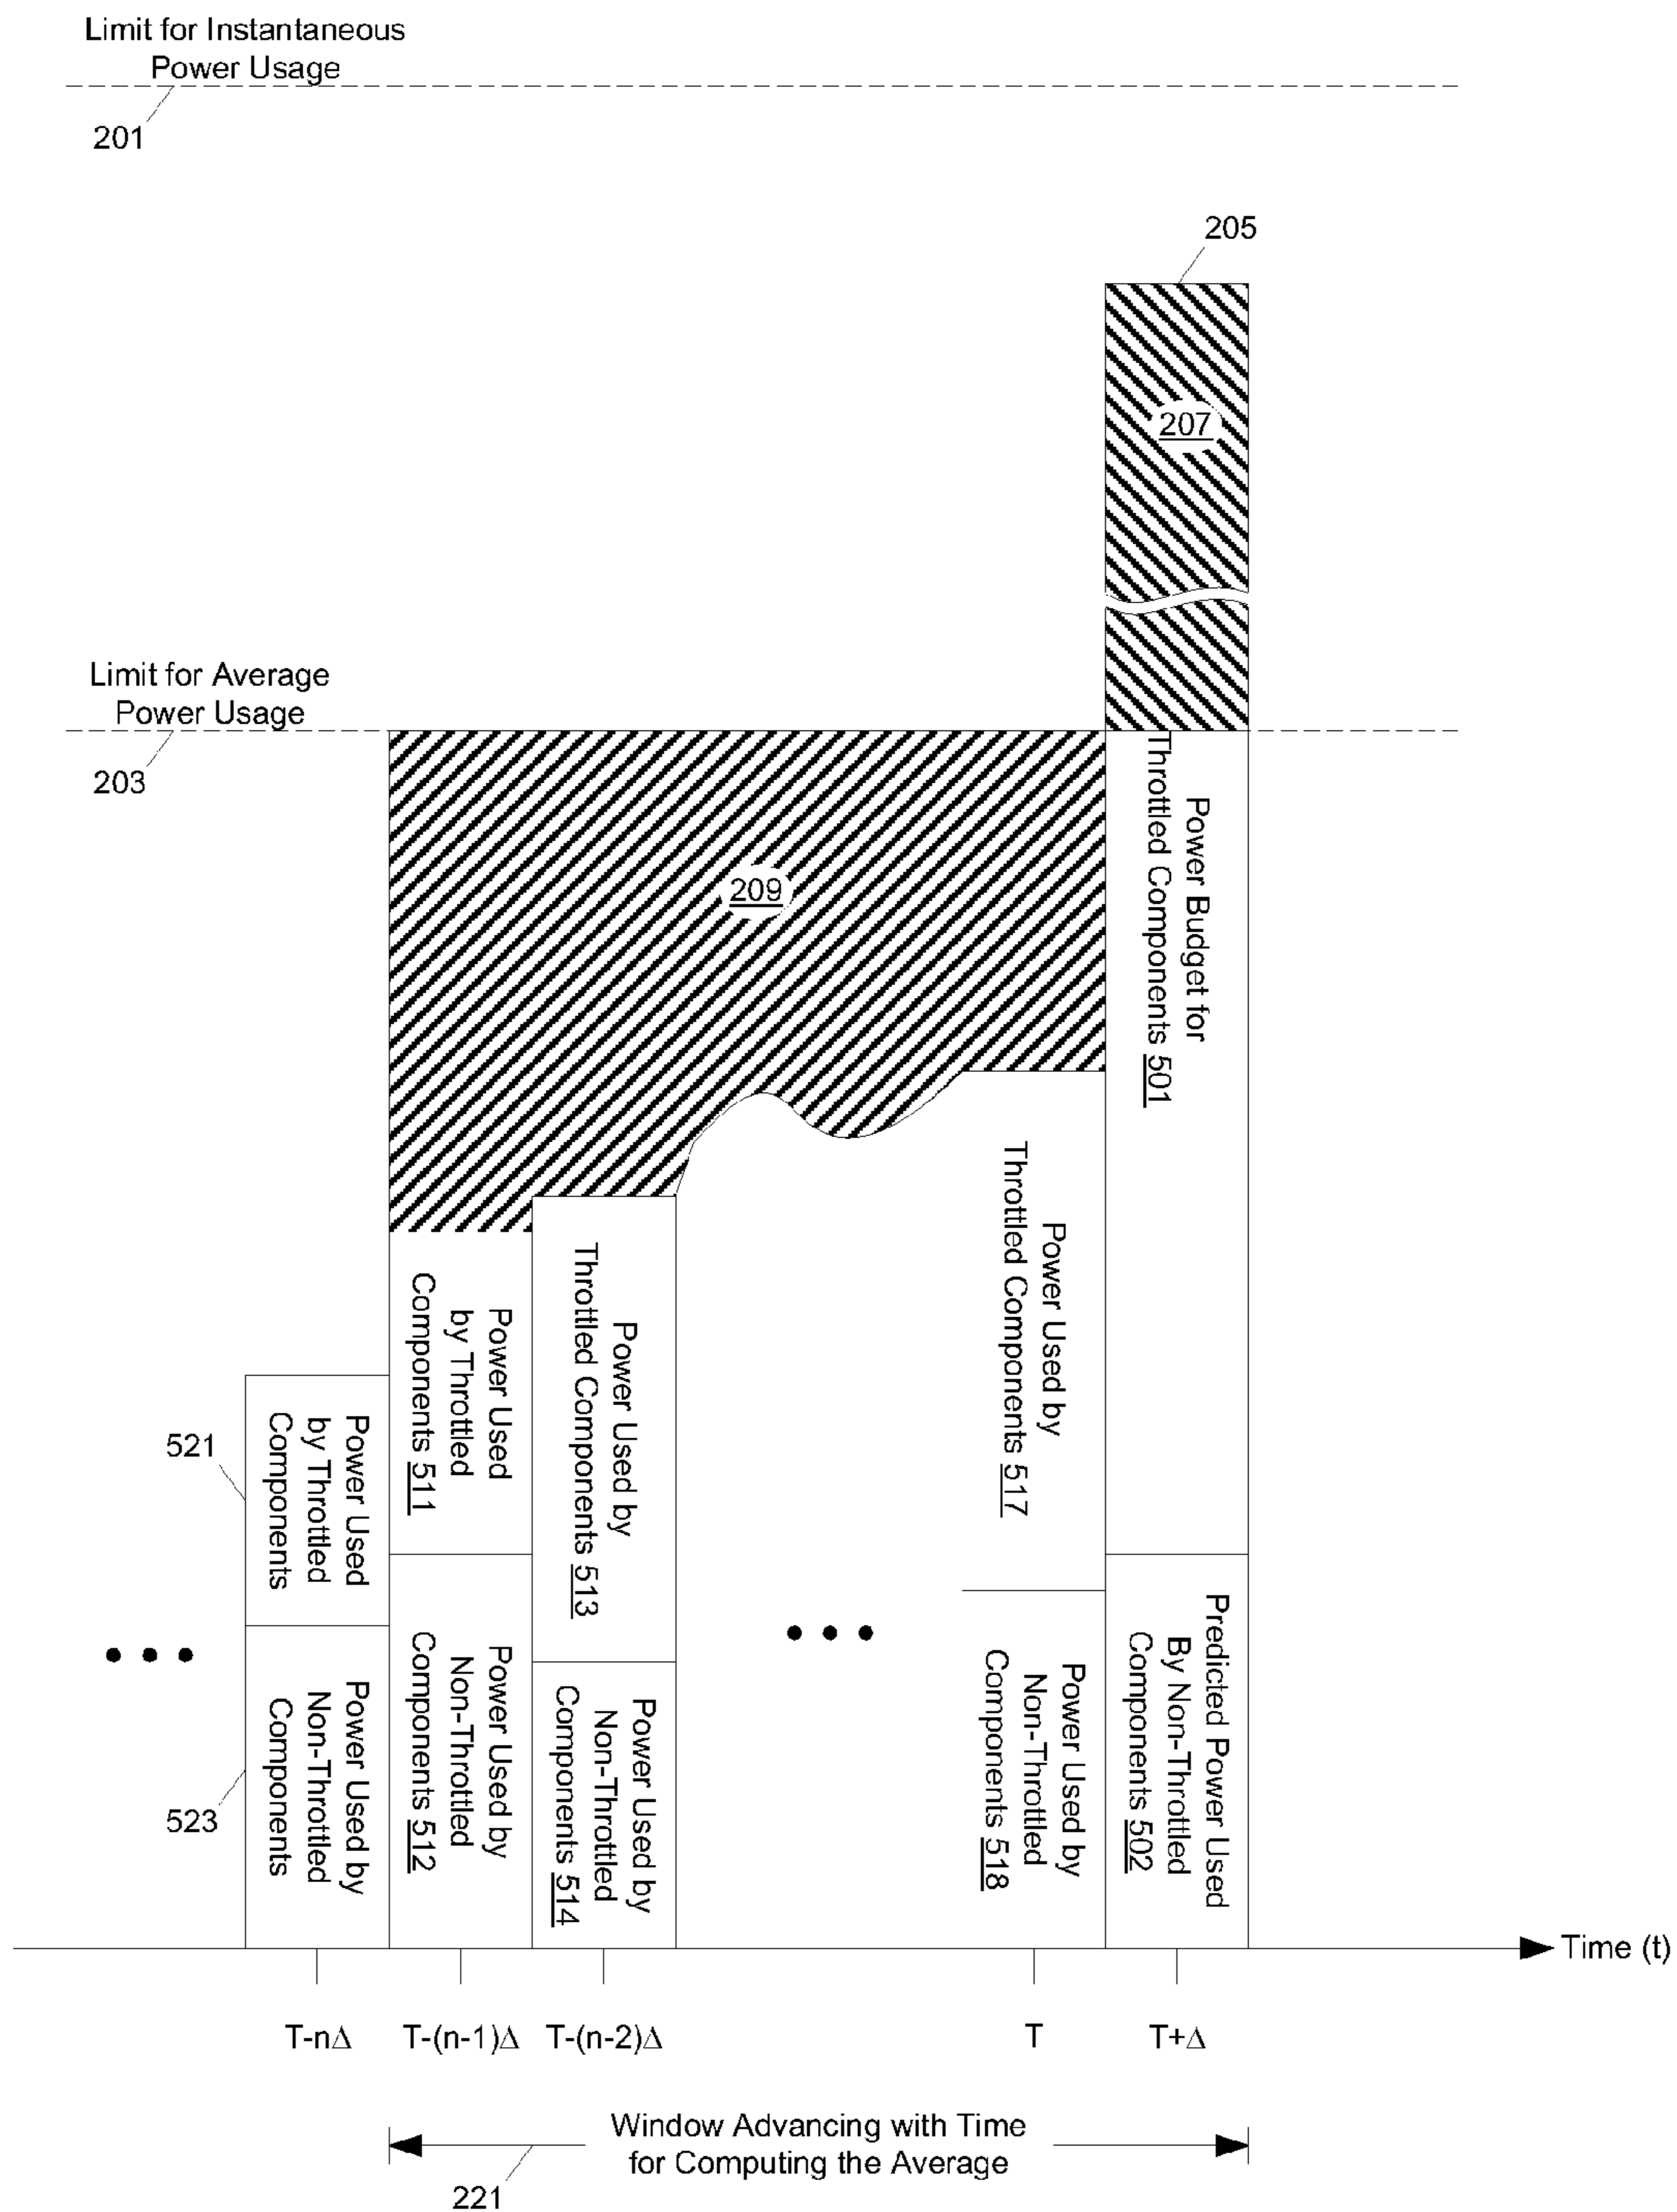 Limit for Instantaneous
Power Usage
201
205
207
Limit for Average
Power Usage
203
209
Power Budget for
Throttled Components 501
Power Used by
Throttled Components 517
Power Used by
Throttled Components 513
Power Used
by Throttled
Components 511
Power Used
by Throttled
Components
521
Power Used by
Non-Throttled
Components
523
Power Used by
Non-Throttled
Components 512
Power Used by
Non-Throttled
Components 514
Power Used by
Non-Throttled
Components 518
Predicted Power Used
By Non-Throttled
Components 502
Time (t)
T-nΔ
T-(n-1)Δ
T-(n-2)Δ
T
T+Δ
Window Advancing with Time
for Computing the Average
221